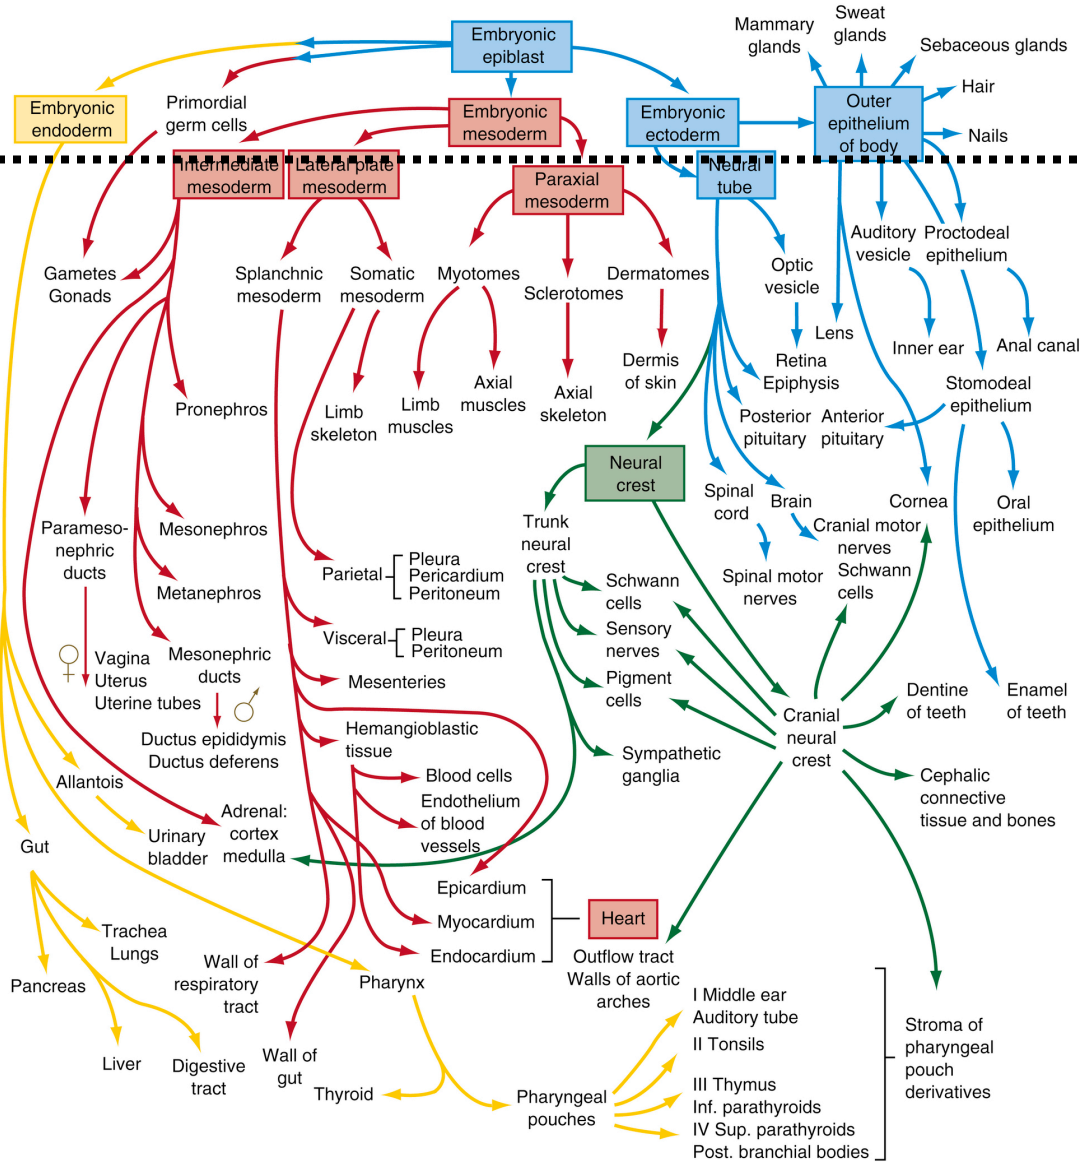 Embryonic
epiblast
Mammary
glands
Sweat
glands
Sebaceous glands
Hair
Nails
Embryonic
endoderm
Primordial
germ cells
Embryonic
mesoderm
Embryonic
ectoderm
Outer
epithelium
of body
Intermediate
mesoderm
Lateral plate
mesoderm
Paraxial
mesoderm
Neural
tube
Gametes
Gonads
Splanchnic
mesoderm
Somatic
mesoderm
Myotomes
Sclerotomes
Dermatomes
Optic
vesicle
Auditory
vesicle
Proctodeal
epithelium
Lens
Inner ear
Anal canal
Pronephros
Limb
skeleton
Limb
muscles
Axial
muscles
Axial
skeleton
Dermis
of skin
Retina
Epiphysis
Posterior
pituitary
Anterior
pituitary
Stomodeal
epithelium
Neural
crest
Spinal
cord
Brain
Cornea
Oral
epithelium
Parameso-
nephric
ducts
Mesonephros
Metanephros
Trunk
neural
crest
Cranial motor
nerves
Schwann
cells
Spinal motor
nerves
Parietal
Pleura
Pericardium
Peritoneum
Visceral
Pleura
Peritoneum
Mesenteries
Schwann
cells
Sensory
nerves
Pigment
cells
♀
Vagina
Uterus
Uterine tubes
Mesonephric
ducts
♂
Ductus epididymis
Ductus deferens
Hemangioblastic
tissue
Blood cells
Endothelium
of blood
vessels
Sympathetic
ganglia
Cranial
neural
crest
Dentine
of teeth
Enamel
of teeth
Cephalic
connective
tissue and bones
Allantois
Urinary
bladder
Adrenal:
cortex
medulla
Gut
Epicardium
Myocardium
Endocardium
Heart
Outflow tract
Walls of aortic
arches
Trachea
Lungs
Pancreas
Liver
Digestive
tract
Wall of
respiratory
tract
Wall of
gut
Pharynx
Thyroid
Pharyngeal
pouches
I Middle ear
Auditory tube
II Tonsils
III Thymus
Inf. parathyroids
IV Sup. parathyroids
Post. branchial bodies
Stroma of
pharyngeal
pouch
derivatives